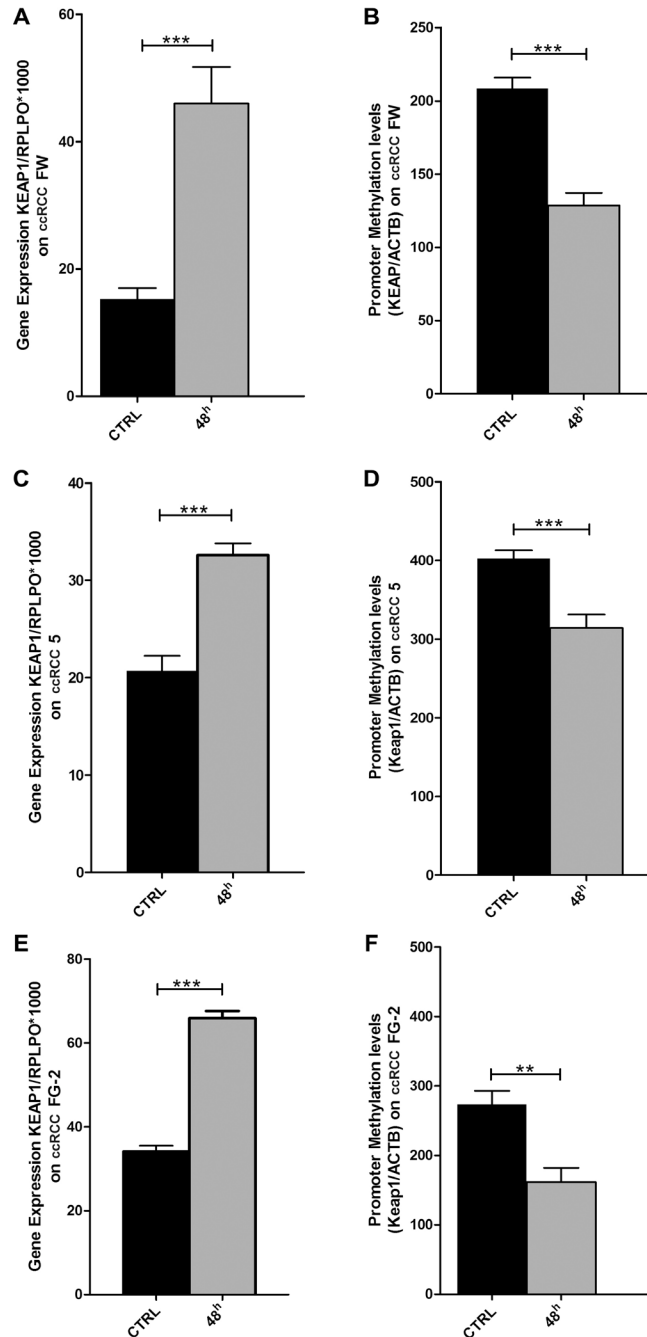 A
Gene Expression KEAP1/RPLPO*1000
on ccRCC FW
60
40
20
0
***
CTRL
48h
B
Promoter Methylation levels
(KEAP/ACTB) on ccRCC FW
250
200
150
100
50
0
***
CTRL
48h
C
Gene Expression KEAP1/RPLPO*1000
on ccRCC 5
40
30
20
10
0
***
CTRL
48h
D
Promoter Methylation levels
(Keap1/ACTB) on ccRCC 5
500
400
300
200
100
0
***
CTRL
48h
E
Gene Expression KEAP1/RPLPO*1000
on ccRCC FG-2
80
60
40
20
0
***
CTRL
48h
F
Promoter Methylation levels
(Keap1/ACTB) on ccRCC FG-2
500
400
300
200
150
100
0
**
CTRL
48h